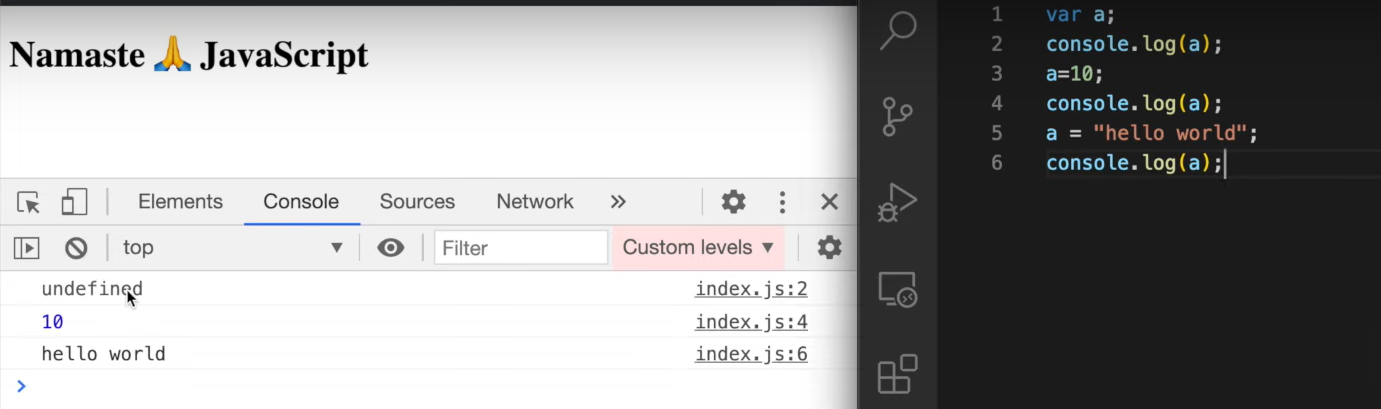 Namaste 🙏 JavaScript
Elements Console Sources Network »
top ▼ Filter Custom levels ▼
undefined index.js:2
10 index.js:4
hello world index.js:6
>
1 var a;
2 console.log(a);
3 a=10;
4 console.log(a);
5 a = "hello world";
6 console.log(a);